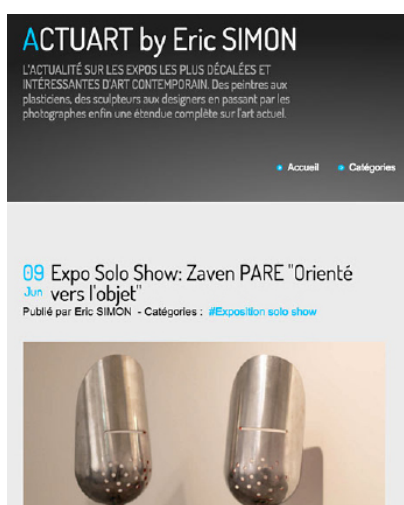 ACTUART by Eric SIMON
L'ACTUALITÉ SUR LES EXPOS LES PLUS DÉCALÉES ET
INTÉRESSANTES D'ART CONTEMPORAIN. Des peintres aux
plasticiens, des sculpteurs aux designers en passant par les
photographes enfin une étendue complète sur l'art actuel.
Accueil Catégories
09 Expo Solo Show: Zaven PARE "Orienté
Jun vers l'objet"
Publié par Eric SIMON - Catégories : #Exposition solo show